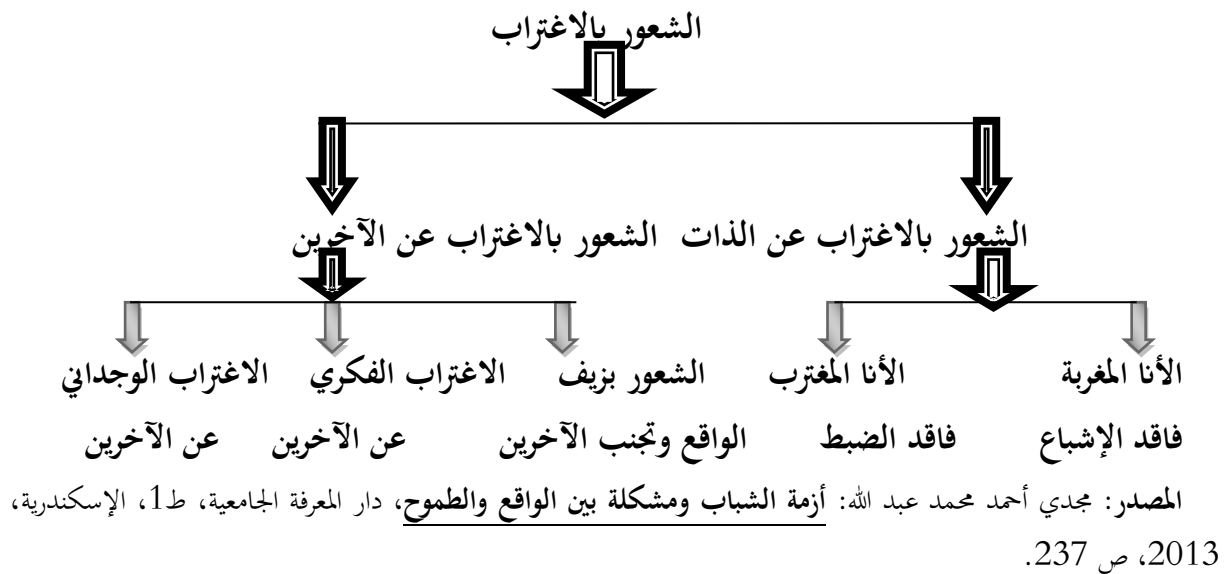 الشعور بالاغتراب
الشعور بالاغتراب عن الذات الشعور بالاغتراب عن الآخرين
الأنا المغربة الأنا المغترب الشعور بزيف الاغتراب الفكري الاغتراب الوجداني
فاقد الإشباع فاقد الضبط الواقع وتجنب الآخرين عن الآخرين عن الآخرين
المصدر: مجدي أحمد محمد عبد الله: أزمة الشباب ومشكلة بين الواقع والطموح، دار المعرفة الجامعية، ط1، الإسكندرية،
2013، ص 237.